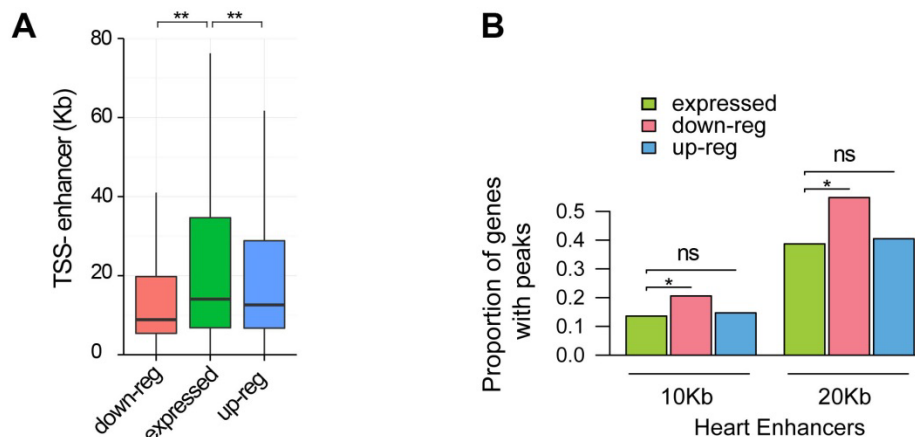 A
** **
TSS- enhancer (Kb)
80
60
40
20
0
down-reg
expressed
up-reg
B
expressed
down-reg
up-reg
Proportion of genes
with peaks
0.5
0.4
0.3
0.2
0.1
0.0
ns
*
ns
*
10Kb 20Kb
Heart Enhancers